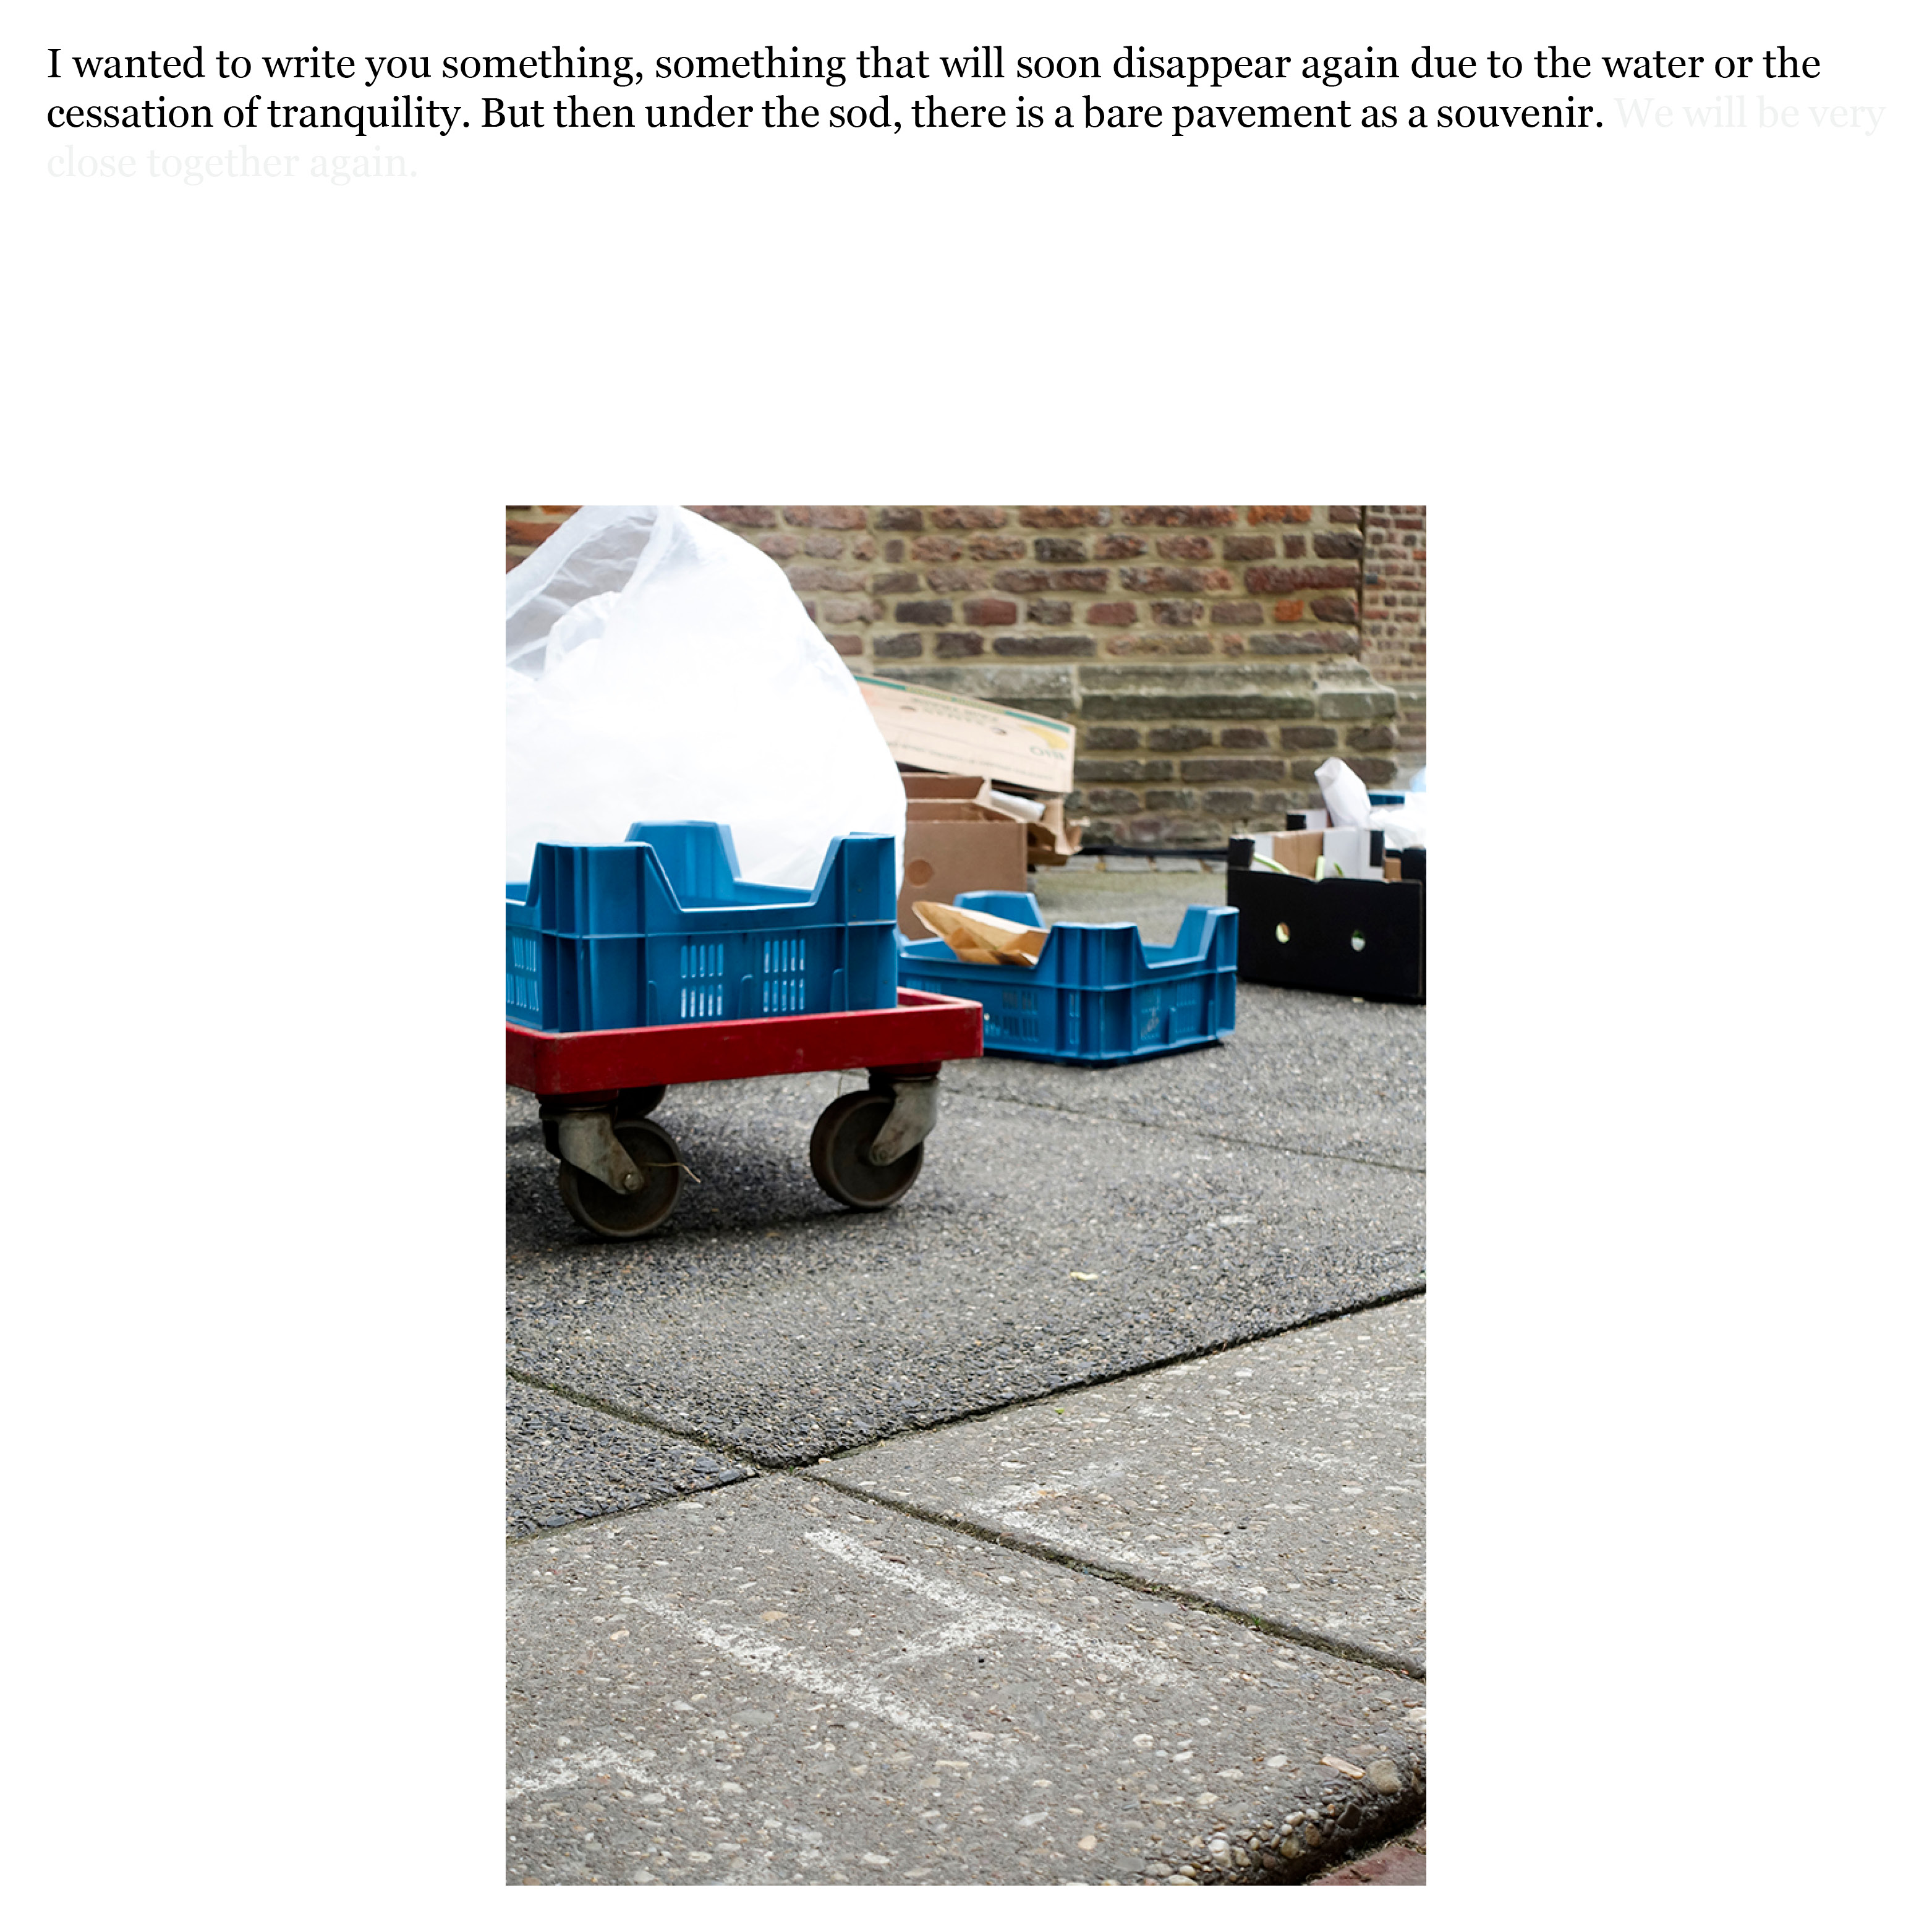 I wanted to write you something, something that will soon disappear again due to the water or the
cessation of tranquility. But then under the sod, there is a bare pavement as a souvenir. We will be very
close together again.